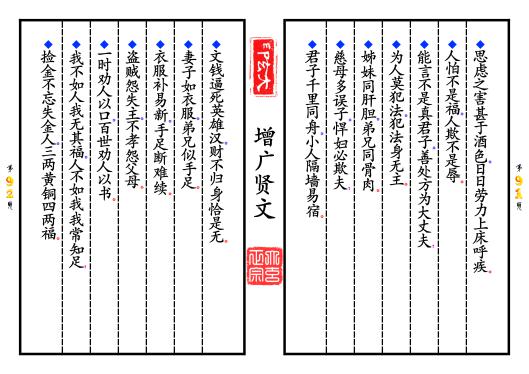 思虑之害甚于酒色日日劳力上床呼疾
人怕不是福人欺不是辱
能言不是真君子善处方为大丈夫
为人莫犯法犯法身无主
姊妹同肝胆弟兄同骨肉
慈母多误子悍妇必欺夫
君子千里同舟小人隔墙易宿
增广贤文
文钱逼死英雄汉财不归身恰是无
妻子如衣服弟兄似手足
衣服补易新手足断难续
盗贼怨失主不孝怨父母
一时劝人以口百世劝人以书
我不如人我无其福人不如我我常知足
捡金不忘失金人三两黄铜四两福
第91页
第92页